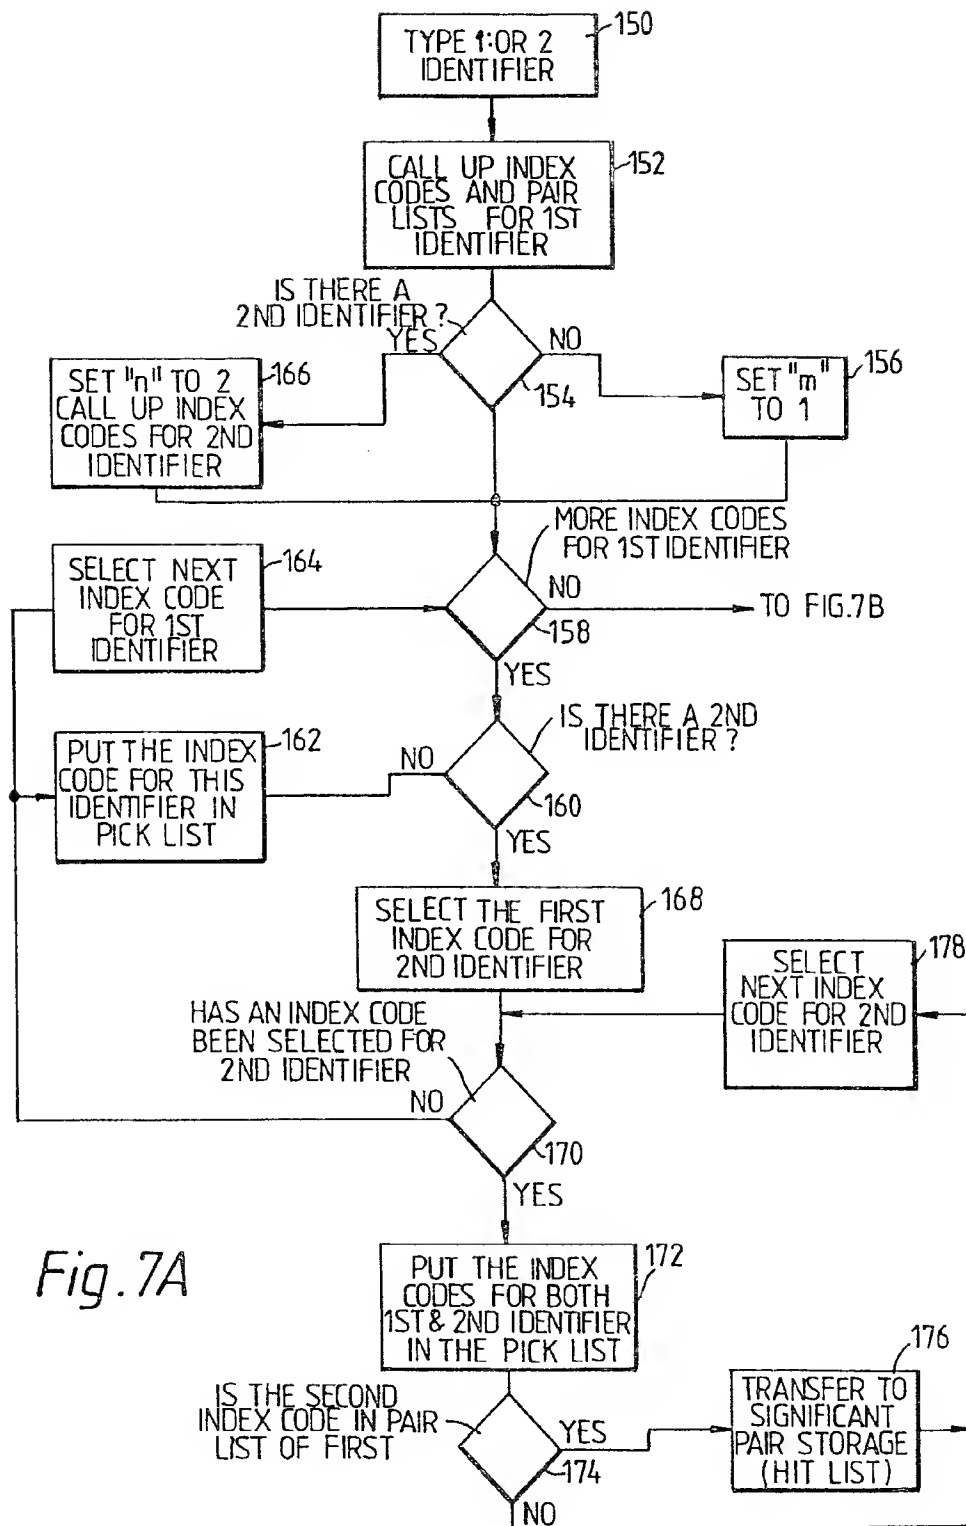 TYPE 1:OR 2
IDENTIFIER
150
CALL UP INDEX
CODES AND PAIR
LISTS FOR 1ST
IDENTIFIER
152
IS THERE A
2ND IDENTIFIER ?
YES
NO
154
SET "n" TO 2
CALL UP INDEX
CODES FOR 2ND
IDENTIFIER
166
SET "m"
TO 1
156
MORE INDEX CODES
FOR 1ST IDENTIFIER
SELECT NEXT
INDEX CODE
FOR 1ST
IDENTIFIER
164
NO
158
TO FIG.7B
YES
IS THERE A 2ND
IDENTIFIER ?
PUT THE INDEX
CODE FOR THIS
IDENTIFIER IN
PICK LIST
162
NO
160
YES
SELECT THE FIRST
INDEX CODE FOR
2ND IDENTIFIER
168
SELECT
NEXT INDEX
CODE FOR 2ND
IDENTIFIER
178
HAS AN INDEX CODE
BEEN SELECTED FOR
2ND IDENTIFIER
NO
170
YES
Fig. 7A
PUT THE INDEX
CODES FOR BOTH
1ST & 2ND IDENTIFIER
IN THE PICK LIST
172
IS THE SECOND
INDEX CODE IN PAIR
LIST OF FIRST
YES
174
NO
TRANSFER TO
SIGNIFICANT
PAIR STORAGE
(HIT LIST)
176